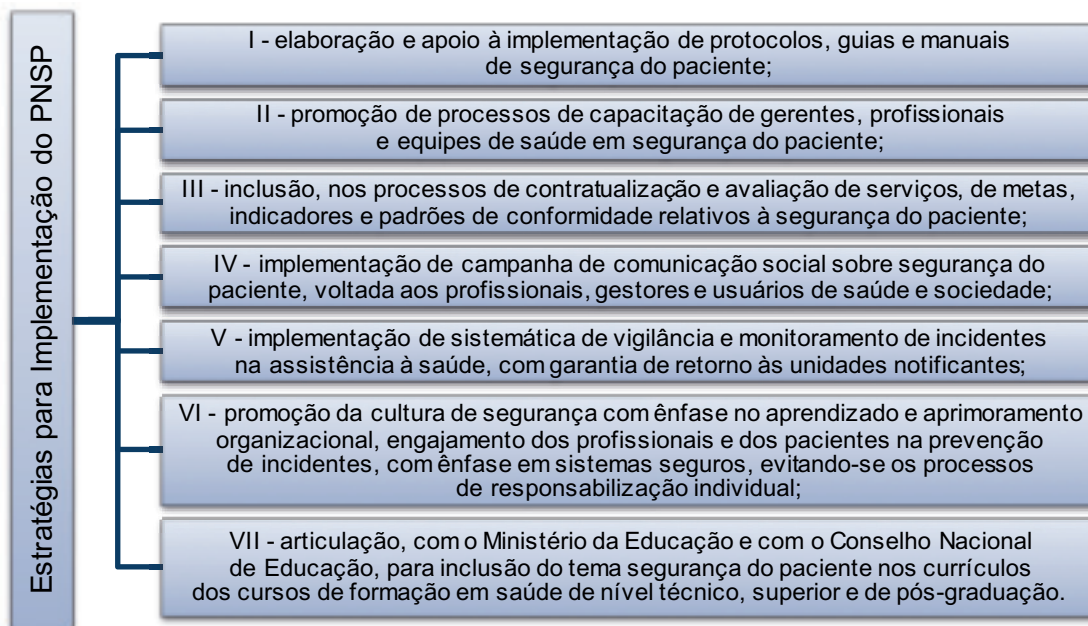 Estratégias para Implementação do PNSP
I - elaboração e apoio à implementação de protocolos, guias e manuais
de segurança do paciente;
II - promoção de processos de capacitação de gerentes, profissionais
e equipes de saúde em segurança do paciente;
III - inclusão, nos processos de contratualização e avaliação de serviços, de metas,
indicadores e padrões de conformidade relativos à segurança do paciente;
IV - implementação de campanha de comunicação social sobre segurança do
paciente, voltada aos profissionais, gestores e usuários de saúde e sociedade;
V - implementação de sistemática de vigilância e monitoramento de incidentes
na assistência à saúde, com garantia de retorno às unidades notificantes;
VI - promoção da cultura de segurança com ênfase no aprendizado e aprimoramento
organizacional, engajamento dos profissionais e dos pacientes na prevenção
de incidentes, com ênfase em sistemas seguros, evitando-se os processos
de responsabilização individual;
VII - articulação, com o Ministério da Educação e com o Conselho Nacional
de Educação, para inclusão do tema segurança do paciente nos currículos
dos cursos de formação em saúde de nível técnico, superior e de pós-graduação.